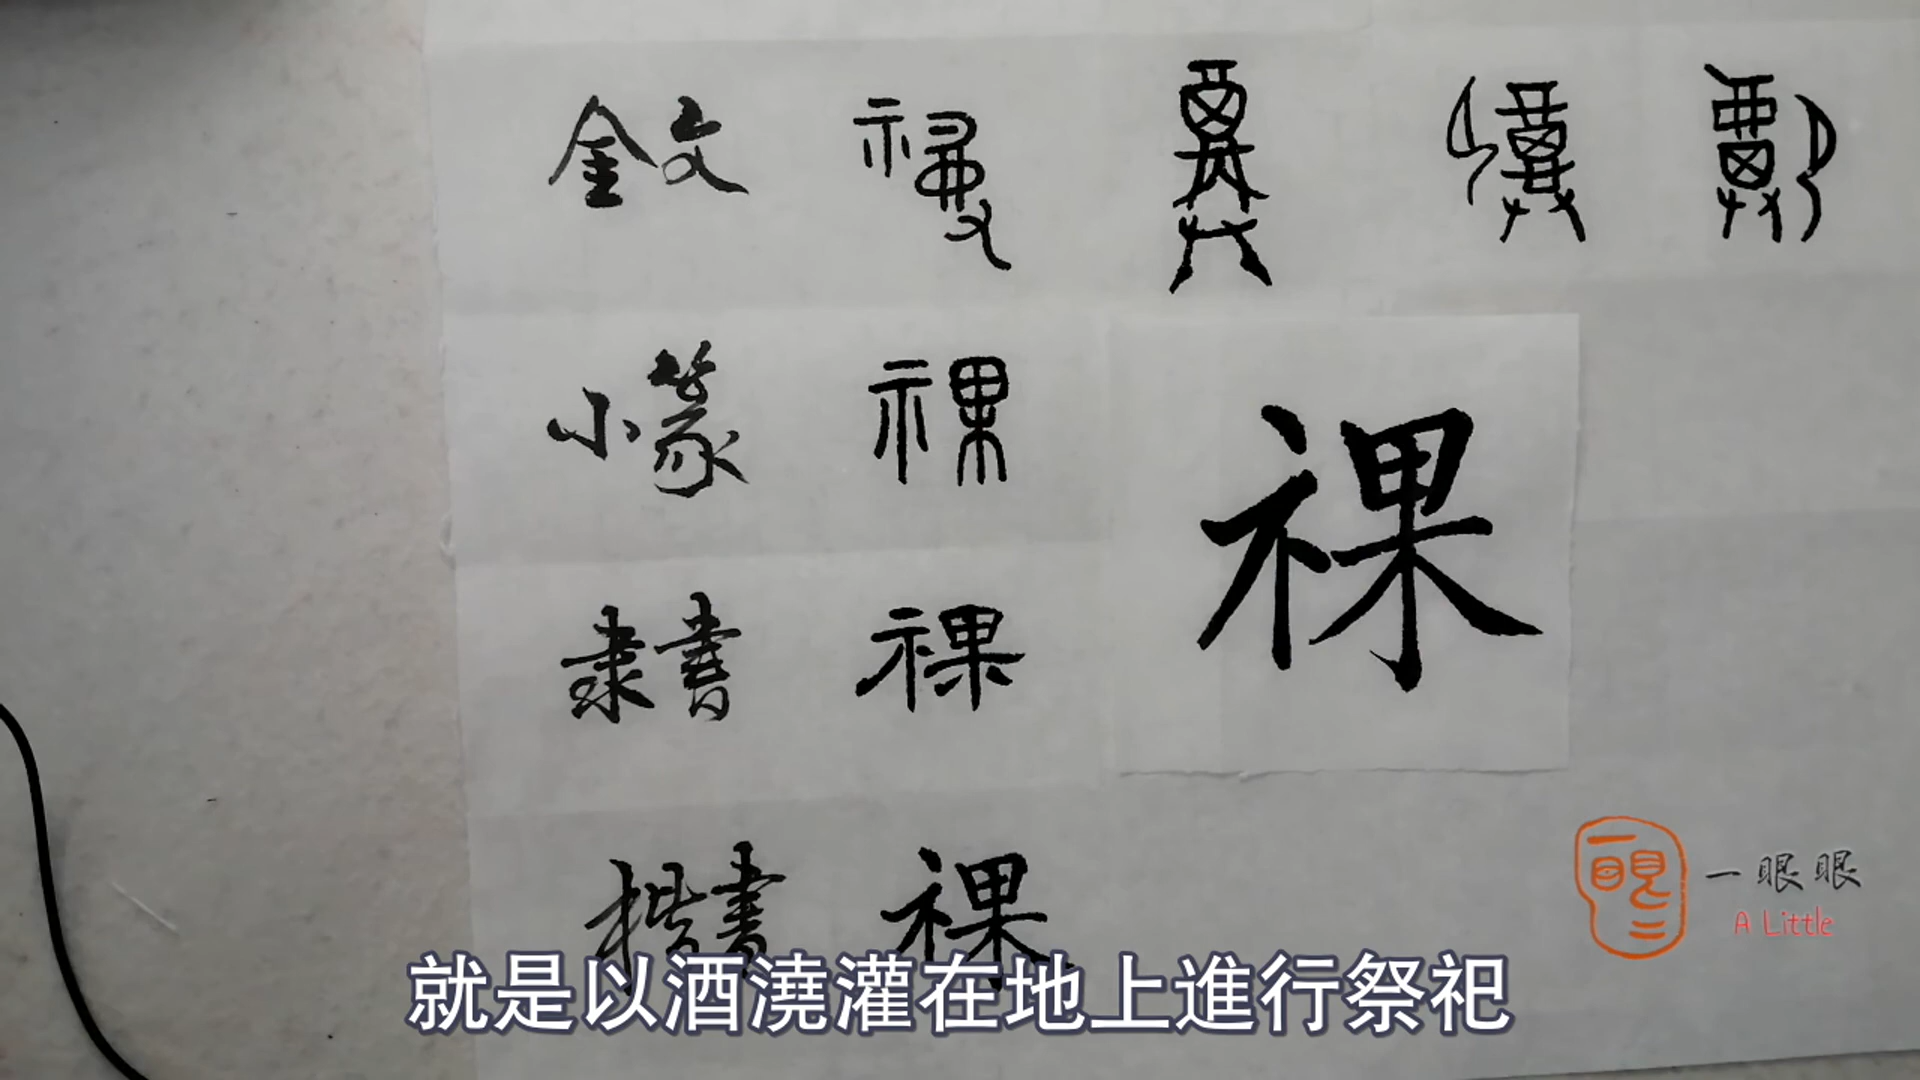 金文
小篆 祼
祼
隸書 祼
楷書 祼
一眼眼
A Little
就是以酒澆灌在地上進行祭祀